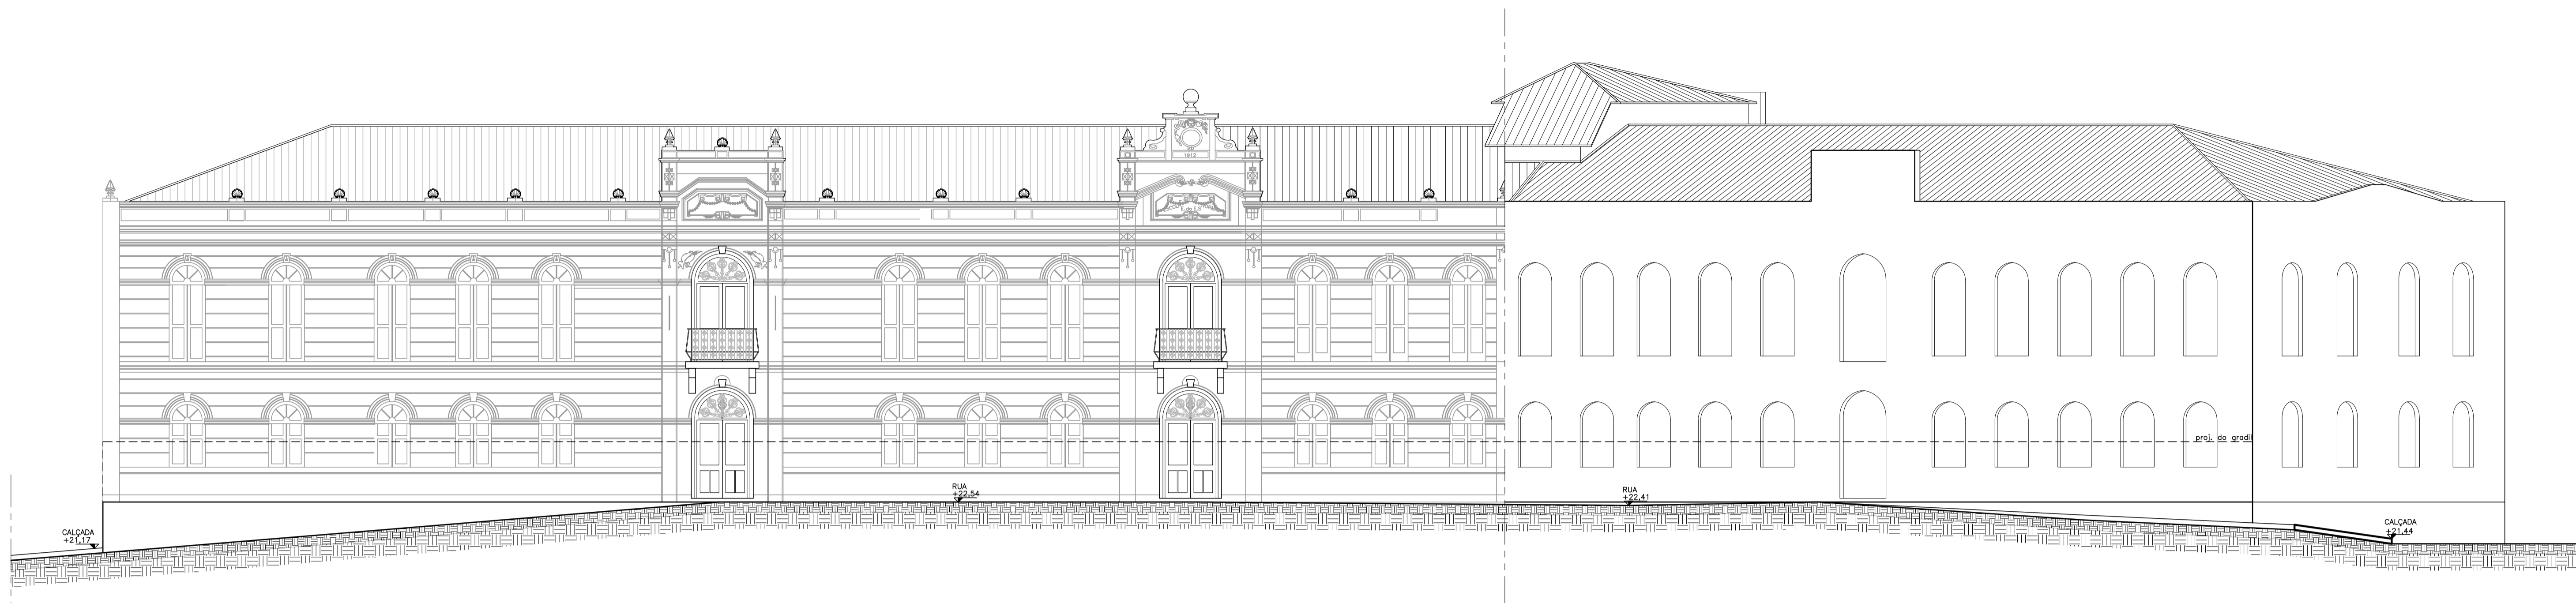 1912
proj. do gradil
RUA
+22,54
RUA
+22,41
CALÇADA
+21,17
CALÇADA
+21,44